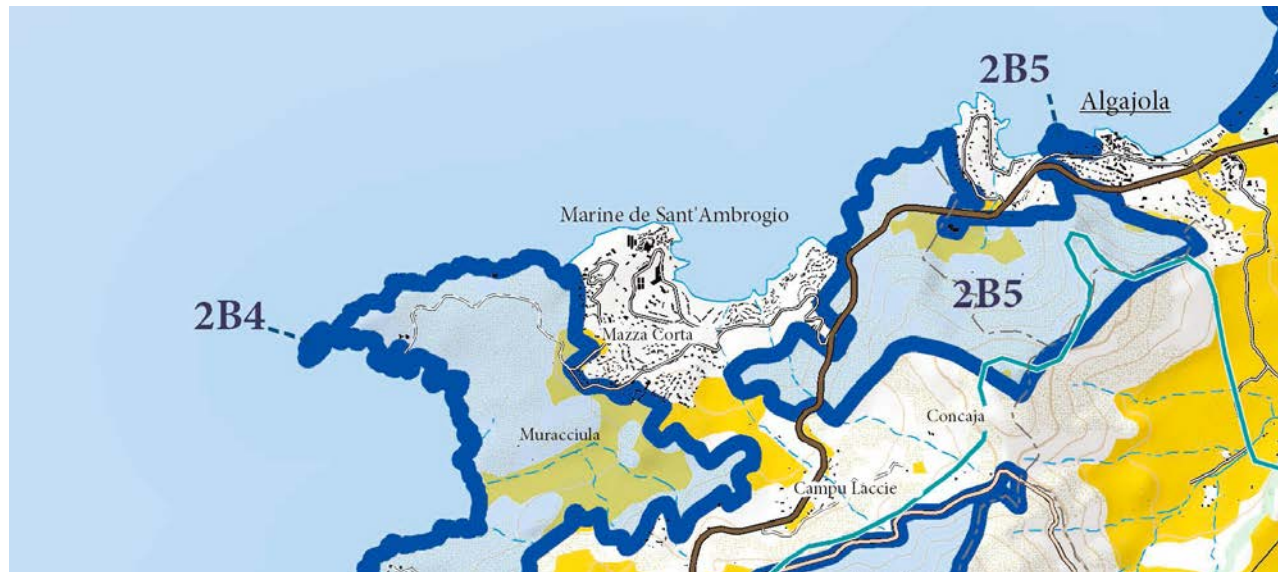 2B5
Algajola
Marine de Sant'Ambrogio
2B5
2B4
Mazza Corta
Concaja
Muracciula
Campu Laccie